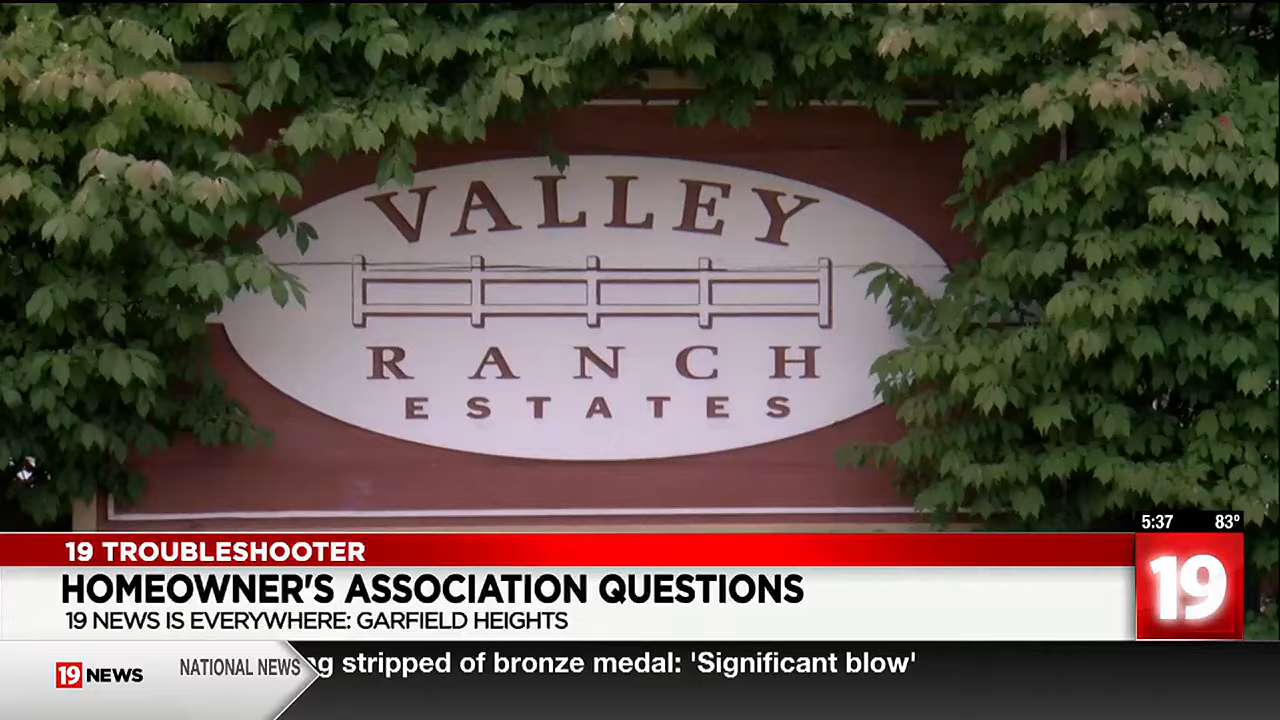 VALLEY
RANCH
ESTATES
5:37 83°
19 TROUBLESHOOTER
HOMEOWNER'S ASSOCIATION QUESTIONS
19 NEWS IS EVERYWHERE: GARFIELD HEIGHTS
19
19 NEWS
NATIONAL NEWS
stripped of bronze medal: 'Significant blow'